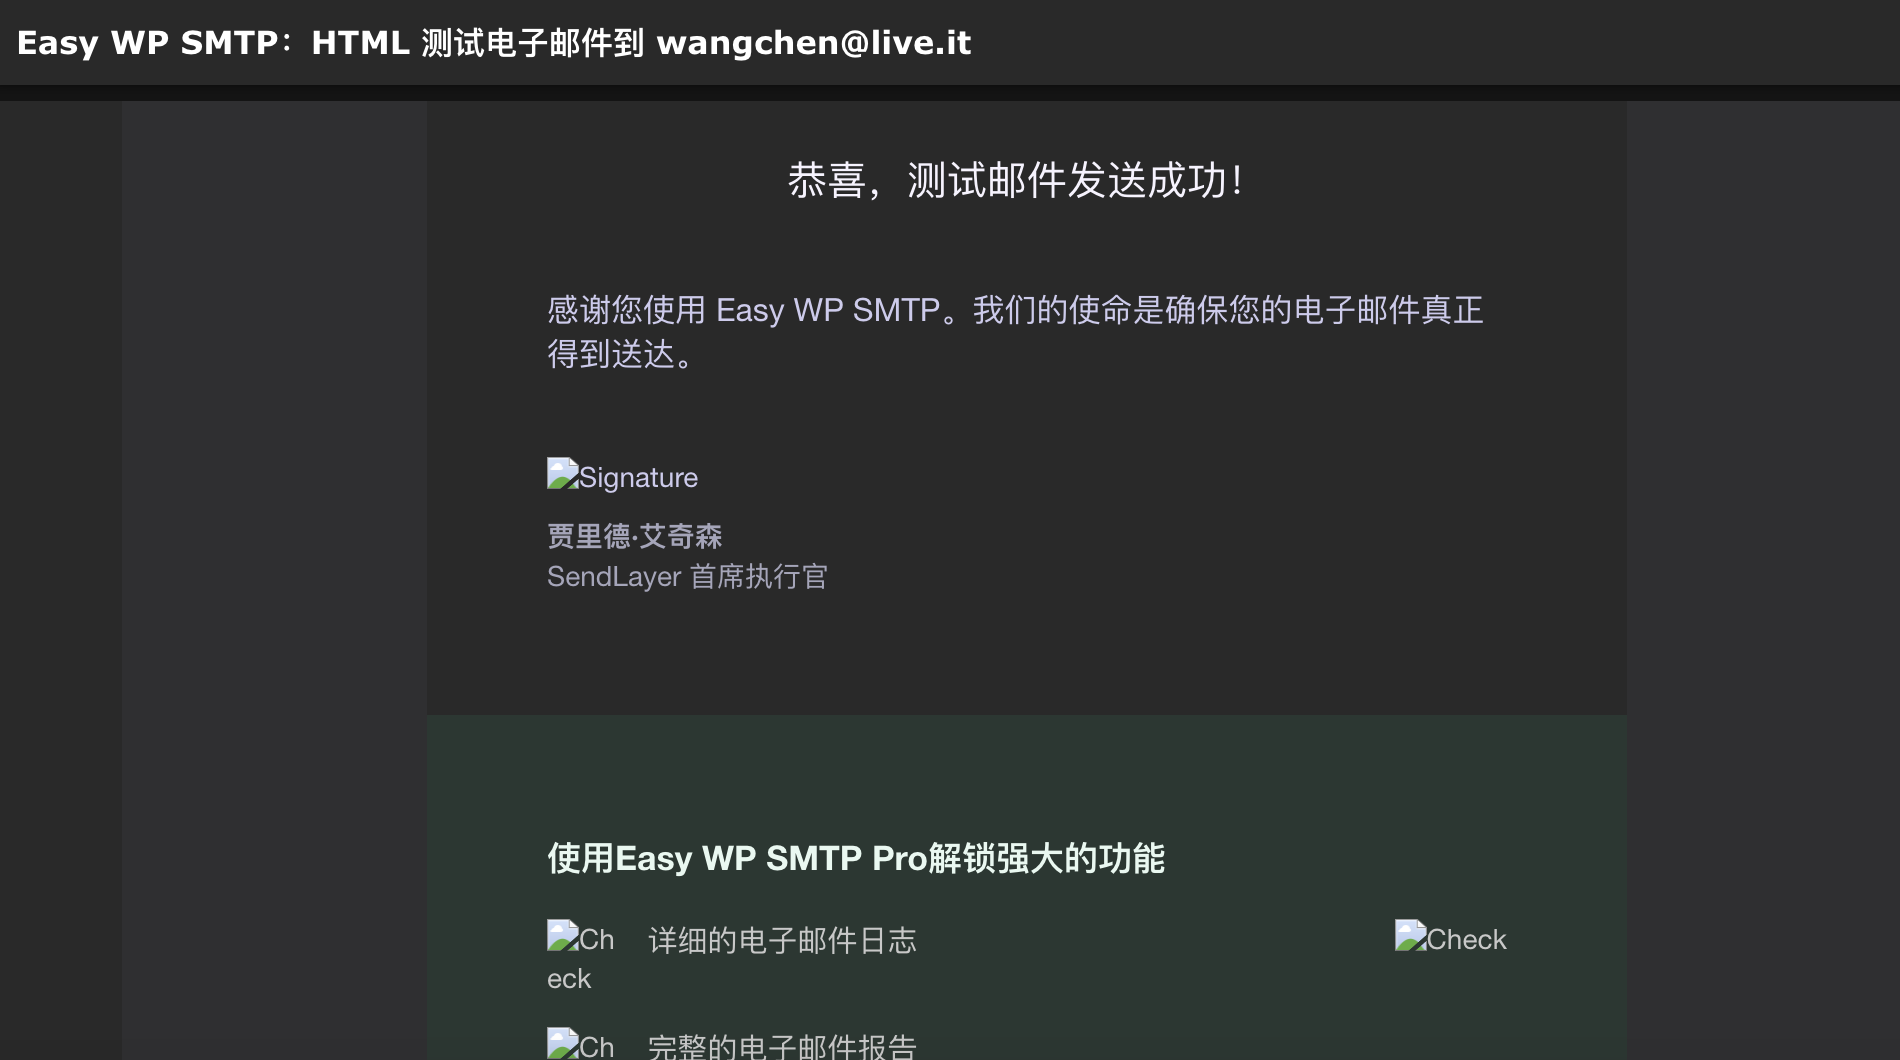 Easy WP SMTP：HTML 测试电子邮件到 wangchen@live.it
恭喜，测试邮件发送成功！
感谢您使用 Easy WP SMTP。我们的使命是确保您的电子邮件真正
得到送达。
Signature
贾里德·艾奇森
SendLayer 首席执行官
使用Easy WP SMTP Pro解锁强大的功能
Ch 详细的电子邮件日志 Check
eck
Ch 完整的电子邮件报告